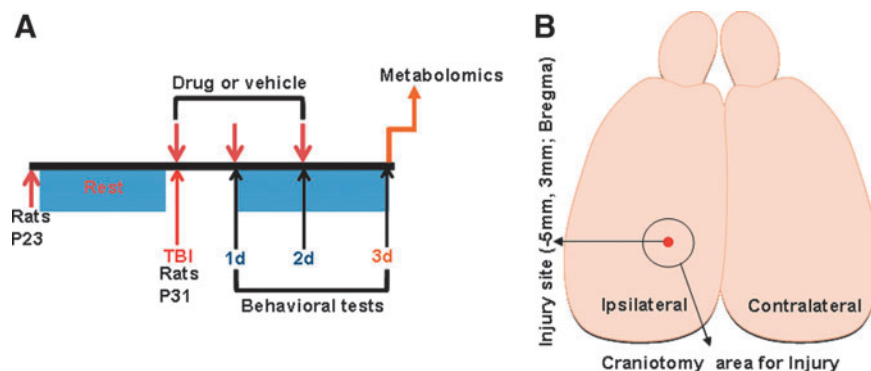 A
Drug or vehicle
Metabolomics
Rest
Rats
P23
TBI
Rats
P31
1d
2d
3d
Behavioral tests
B
Injury site (-5mm, 3mm; Bregma)
Ipsilateral
Contralateral
Craniotomy area for Injury